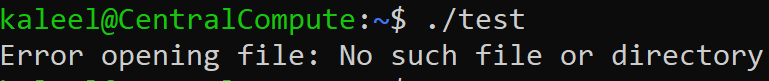 kaleel@CentralCompute:~$ ./test
Error opening file: No such file or directory